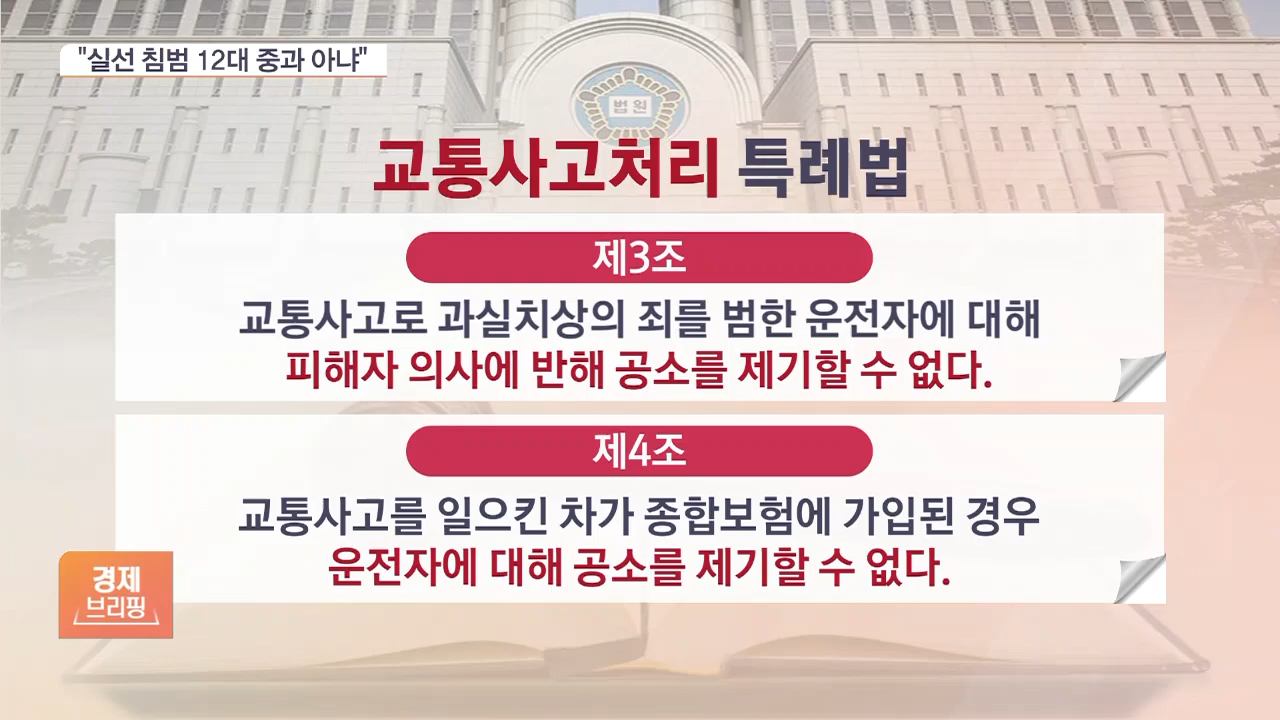 "실선 침범 12대 중과 아냐"
법원
교통사고처리 특례법
제3조
교통사고로 과실치상의 죄를 범한 운전자에 대해
피해자 의사에 반해 공소를 제기할 수 없다.
제4조
교통사고를 일으킨 차가 종합보험에 가입된 경우
운전자에 대해 공소를 제기할 수 없다.
경제
브리핑